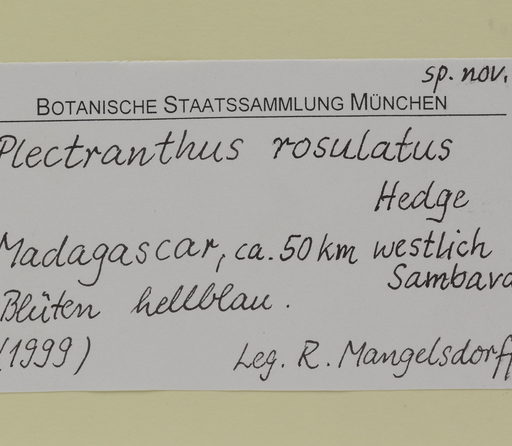 sp. nov.
BOTANISCHE STAATSSAMMLUNG MÜNCHEN
Plectranthus rosulatus
Hedge
Madagascar, ca. 50 km westlich
Sambava
Blüten hellblau.
(1999) Leg. R. Mangelsdorff